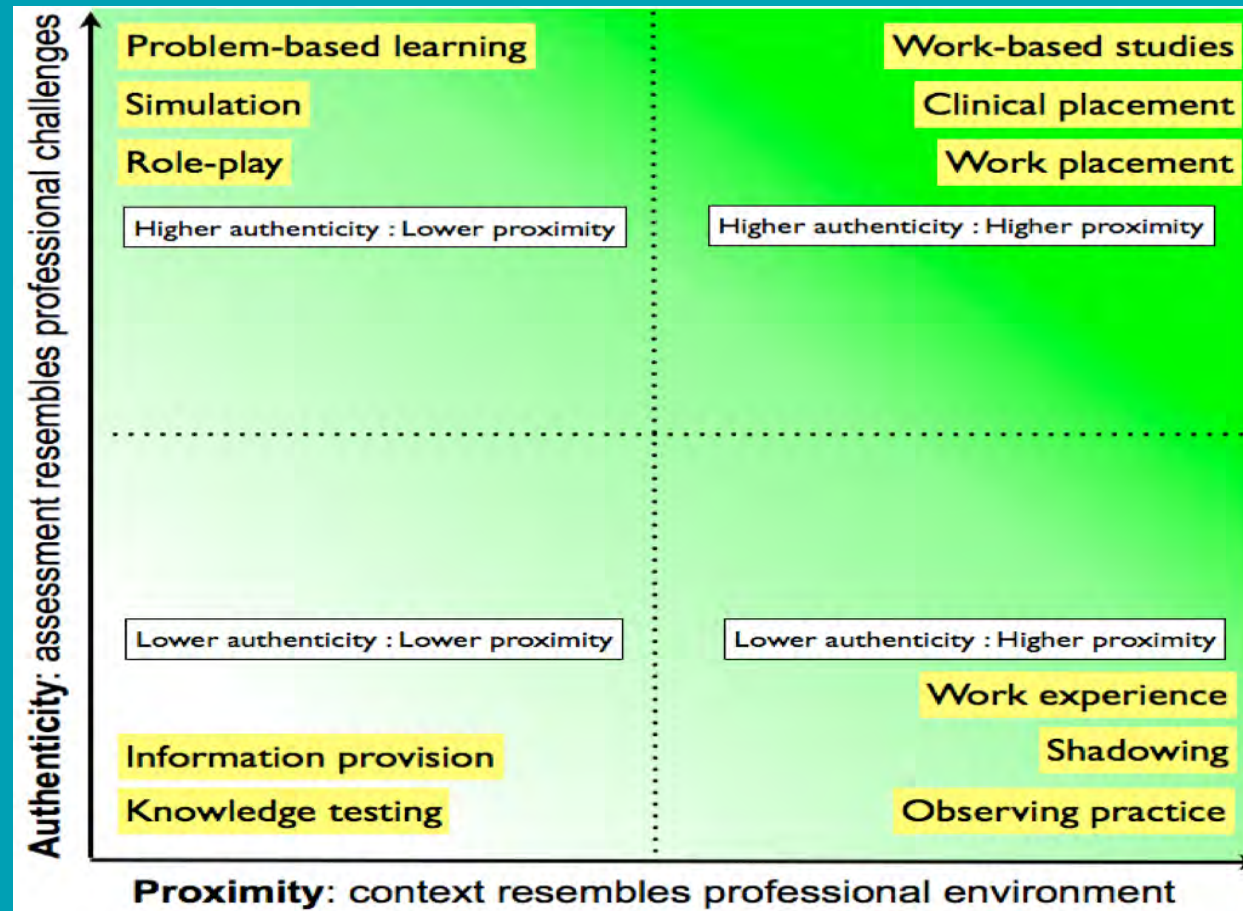 Authenticity: assessment resembles professional challenges
Problem-based learning
Simulation
Role-play
Higher authenticity : Lower proximity
Work-based studies
Clinical placement
Work placement
Higher authenticity : Higher proximity
Lower authenticity : Lower proximity
Information provision
Knowledge testing
Lower authenticity : Higher proximity
Work experience
Shadowing
Observing practice
Proximity: context resembles professional environment